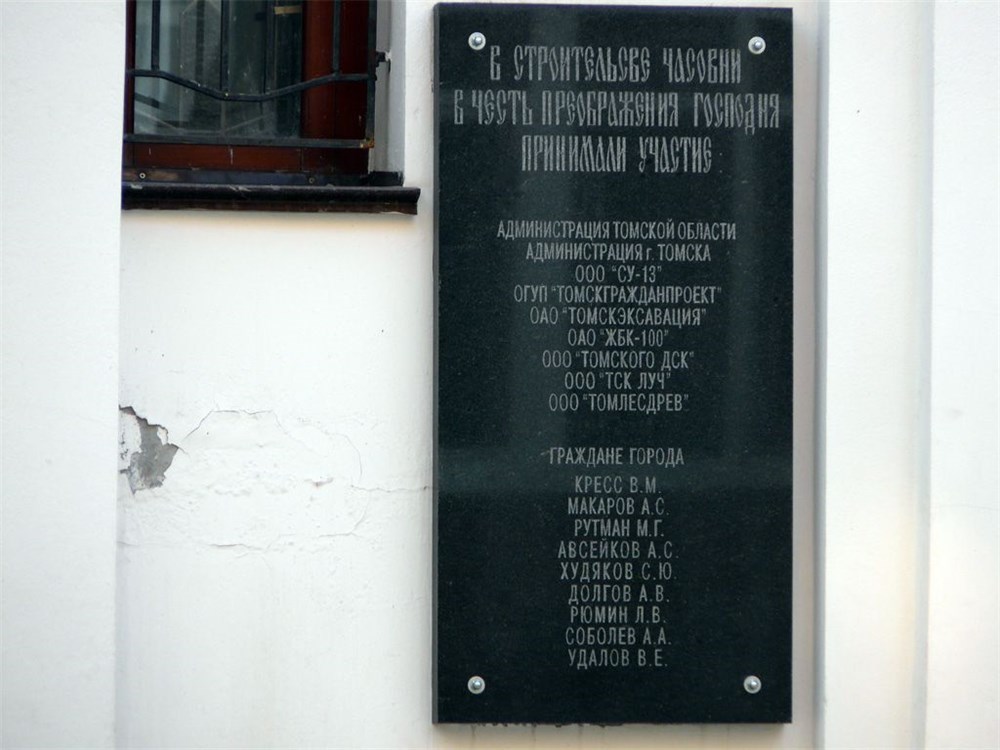 В СТРОИТЕЛЬСВЕ ЧАСОВНИ
В ЧЕСТЬ ПРЕОБРАЖЕНИЯ ГОСПОДНЯ
ПРИНИМАЛИ УЧАСТИЕ
АДМИНИСТРАЦИЯ ТОМСКОЙ ОБЛАСТИ
АДМИНИСТРАЦИЯ г. ТОМСКА
ООО "СУ-13"
ОГУП "ТОМСКГРАЖДАНПРОЕКТ"
ОАО "ТОМСКЭКСАВАЦИЯ"
ОАО "ЖБК-100"
ООО "ТОМСКОГО ДСК"
ООО "ТСК ЛУЧ"
ООО "ТОМЛЕСДРЕВ"
ГРАЖДАНЕ ГОРОДА
КРЕСС В.М.
МАКАРОВ А.С.
РУТМАН М.Г.
АВСЕЙКОВ А.С.
ХУДЯКОВ С.Ю.
ДОЛГОВ А.В.
РЮМИН Л.В.
СОБОЛЕВ А.А.
УДАЛОВ В.Е.